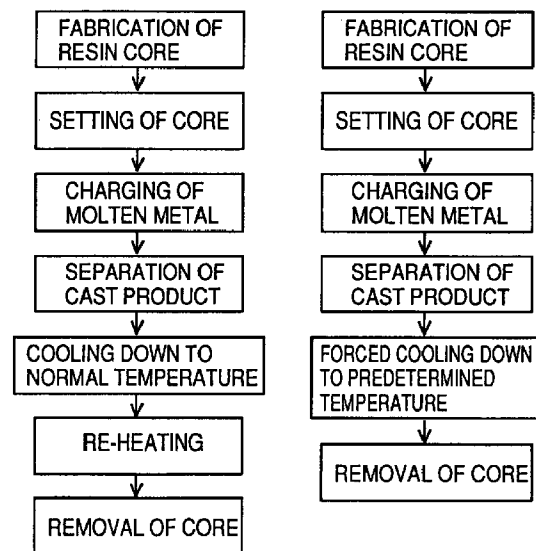 FABRICATION OF
RESIN CORE
SETTING OF CORE
CHARGING OF
MOLTEN METAL
SEPARATION OF
CAST PRODUCT
COOLING DOWN TO
NORMAL TEMPERATURE
RE-HEATING
REMOVAL OF CORE
FABRICATION OF
RESIN CORE
SETTING OF CORE
CHARGING OF
MOLTEN METAL
SEPARATION OF
CAST PRODUCT
FORCED COOLING DOWN
TO PREDETERMINED
TEMPERATURE
REMOVAL OF CORE